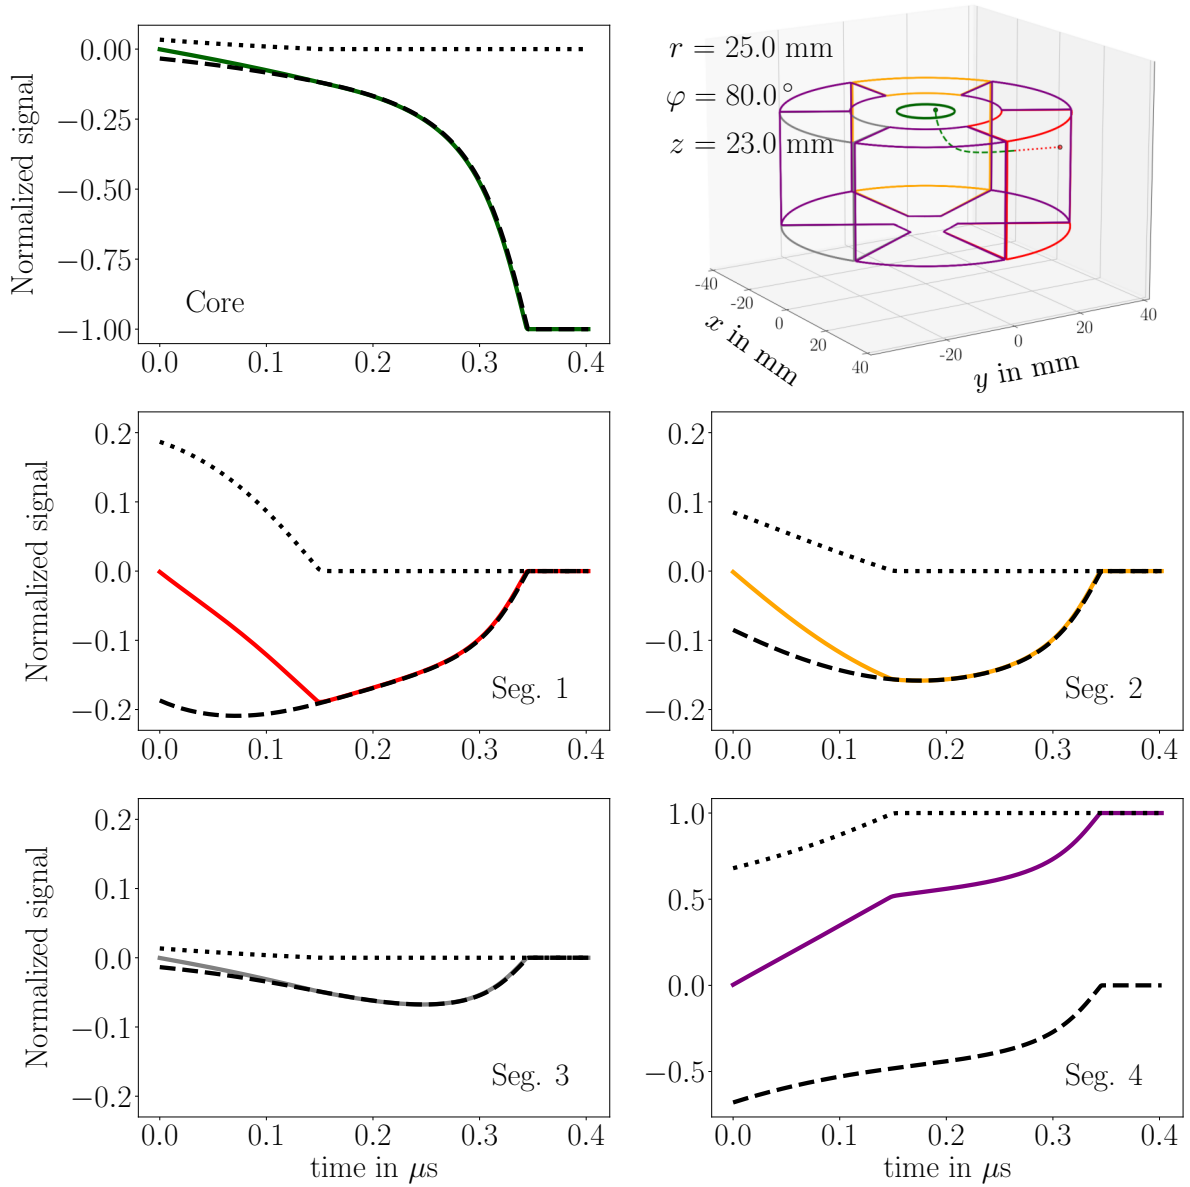 Normalized signal
0.00
−0.25
−0.50
−0.75
−1.00
Core
0.0 0.1 0.2 0.3 0.4
r = 25.0 mm
φ = 80.0°
z = 23.0 mm
-40 -20 0 20 40
x in mm
-20 0 20 40
y in mm
Normalized signal
0.2
0.1
0.0
−0.1
−0.2
Seg. 1
0.0 0.1 0.2 0.3 0.4
0.2
0.1
0.0
−0.1
−0.2
Seg. 2
0.0 0.1 0.2 0.3 0.4
Normalized signal
0.2
0.1
0.0
−0.1
−0.2
Seg. 3
0.0 0.1 0.2 0.3 0.4
time in μs
1.0
0.5
0.0
−0.5
Seg. 4
0.0 0.1 0.2 0.3 0.4
time in μs